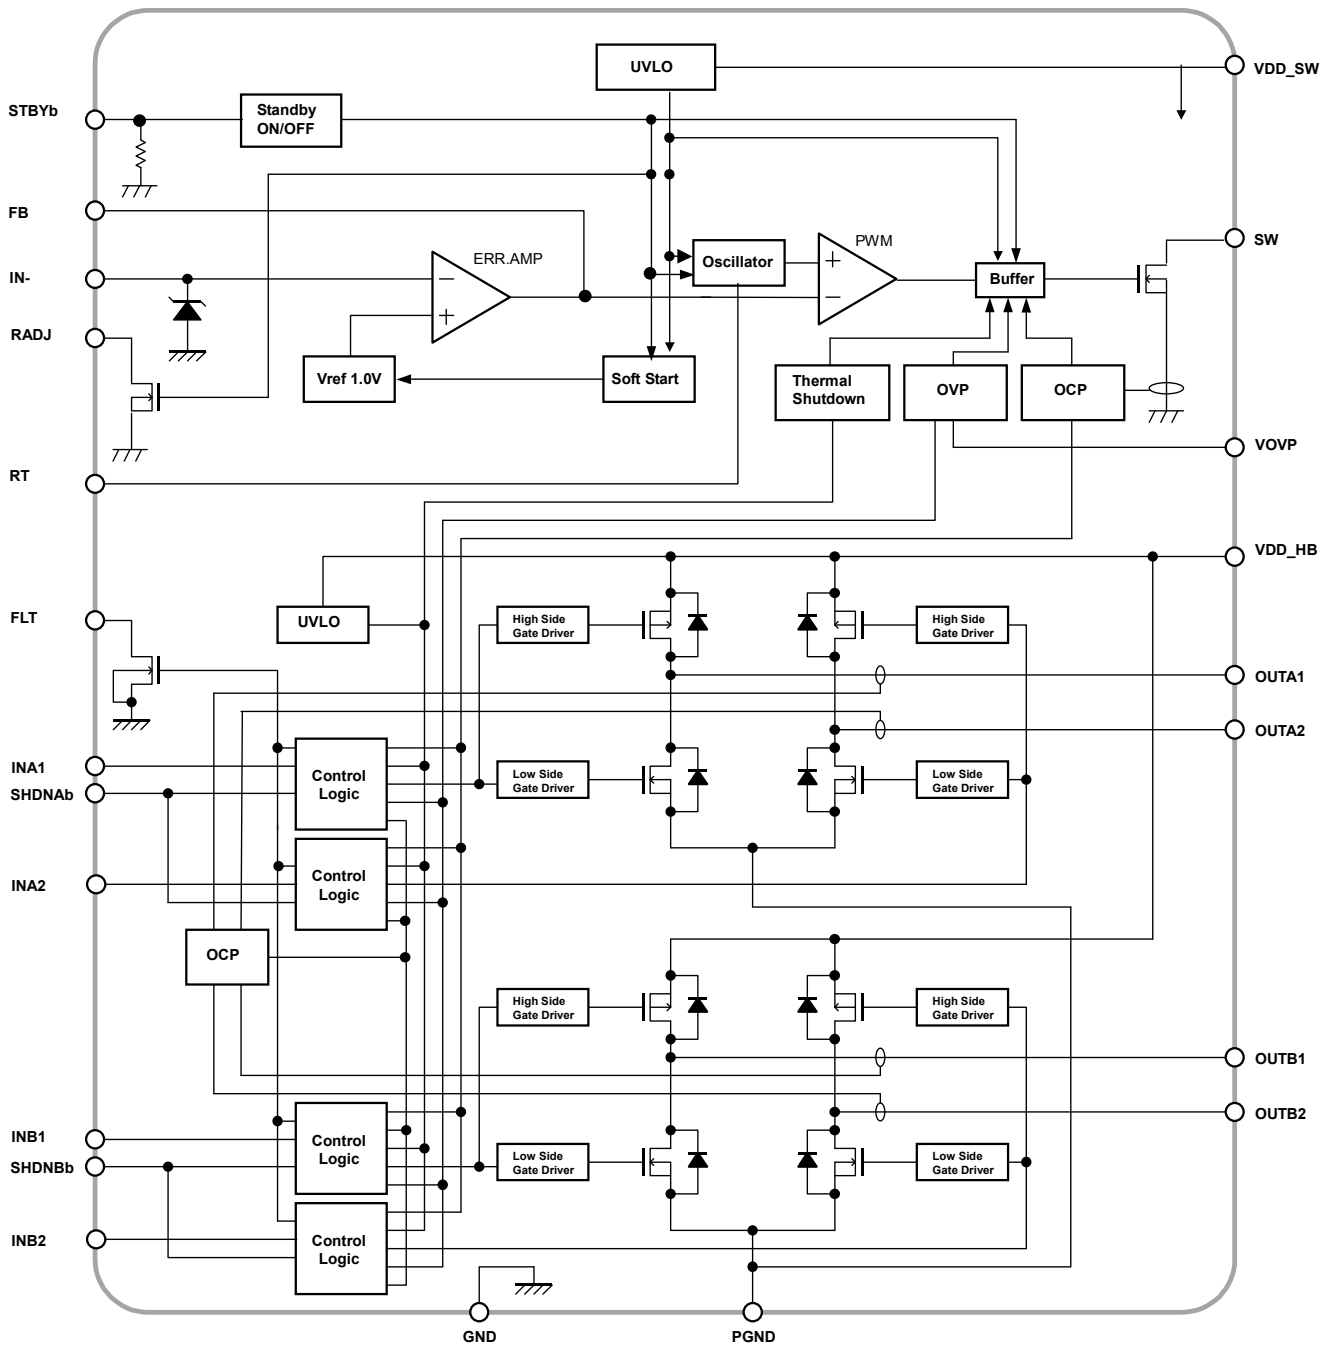 UVLO
VDD_SW
STBYb
Standby
ON/OFF
FB
SW
PWM
ERR.AMP
+
Oscillator
IN-
−
Buffer
−
+
RADJ
Vref 1.0V
Soft Start
Thermal
Shutdown
OVP
OCP
VOVP
RT
VDD_HB
FLT
UVLO
High Side
Gate Driver
High Side
Gate Driver
OUTA1
OUTA2
INA1
SHDNAb
Control
Logic
Low Side
Gate Driver
Low Side
Gate Driver
INA2
Control
Logic
OCP
High Side
Gate Driver
High Side
Gate Driver
OUTB1
OUTB2
INB1
SHDNBb
Control
Logic
Low Side
Gate Driver
Low Side
Gate Driver
INB2
Control
Logic
GND
PGND